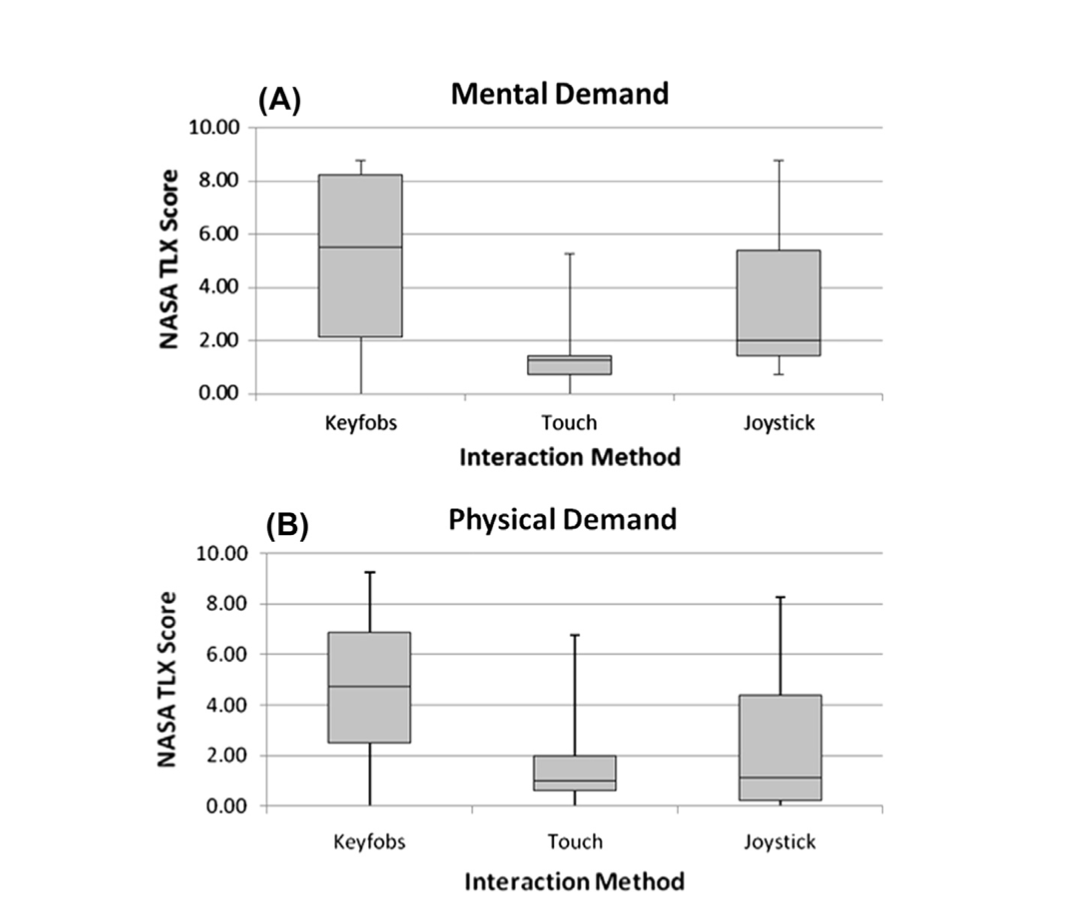 (A) Mental Demand
10.00
8.00
6.00
4.00
2.00
0.00
NASA TLX Score
Keyfobs Touch Joystick
Interaction Method
(B) Physical Demand
10.00
8.00
6.00
4.00
2.00
0.00
NASA TLX Score
Keyfobs Touch Joystick
Interaction Method